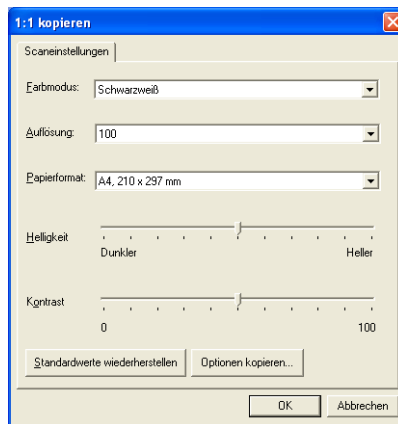 1:1 kopieren
Scaneinstellungen
Farbmodus: Schwarzweiß
Auflösung: 100
Papierformat: A4, 210 x 297 mm
Helligkeit
Dunkler Heller
Kontrast
0 100
Standardwerte wiederherstellen Optionen kopieren...
OK Abbrechen